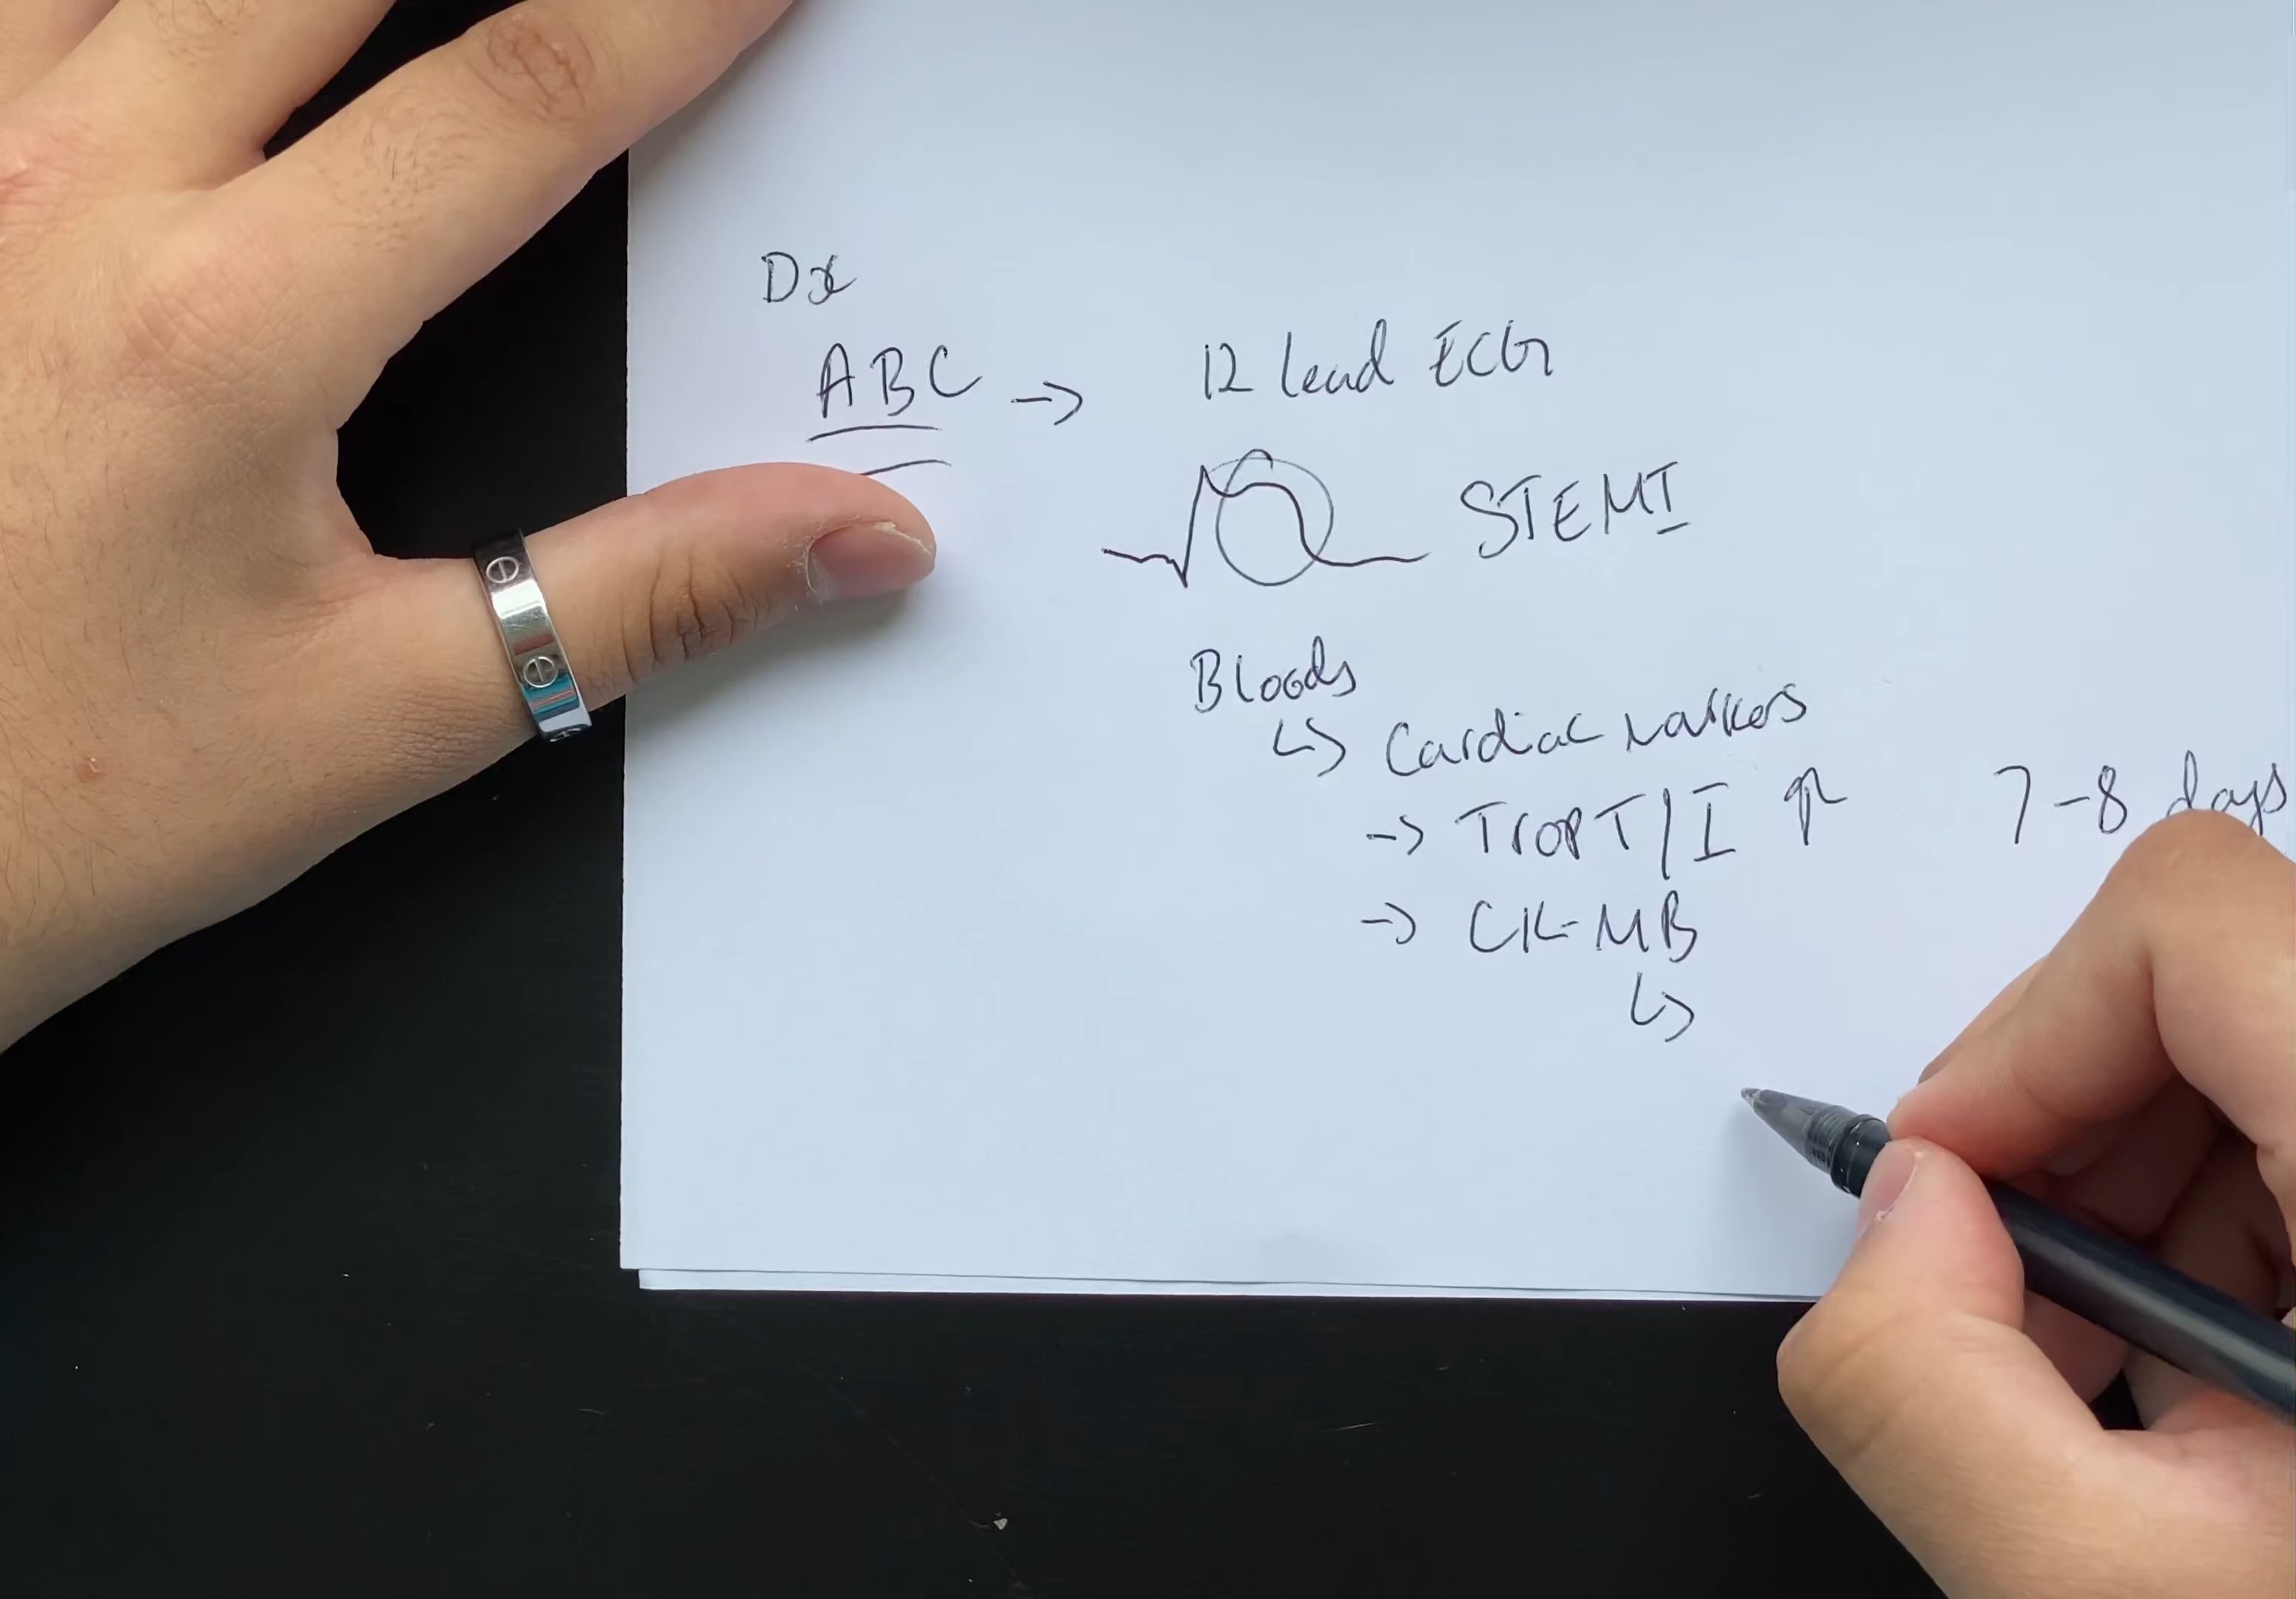 Dx
ABC → 12 lead ECG
STEMI
Bloods
↳ Cardiac markers
→ Trop T/I ↑ 7-8 days
→ CK-MB
↳